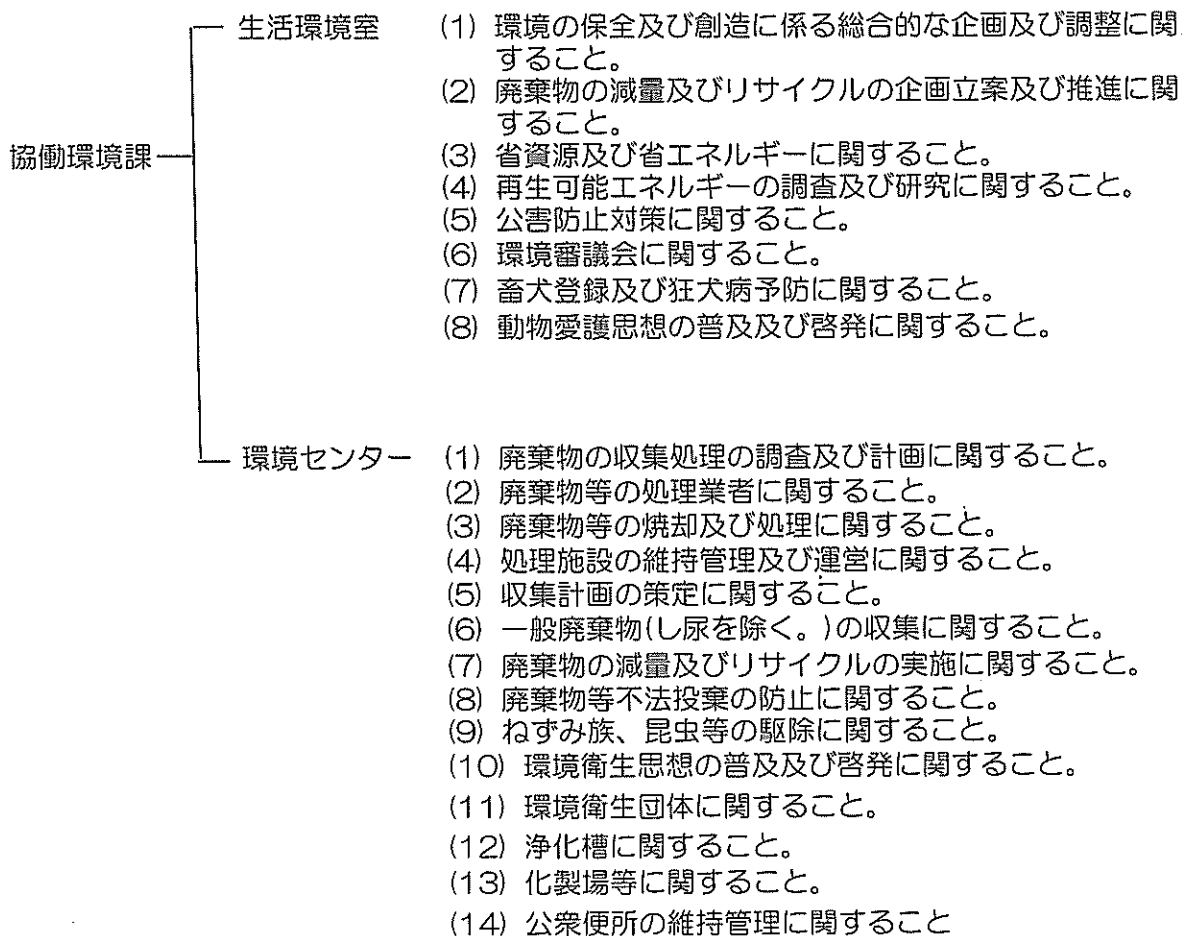 生活環境室 (1) 環境の保全及び創造に係る総合的な企画及び調整に関
すること。
(2) 廃棄物の減量及びリサイクルの企画立案及び推進に関
すること。
協働環境課
(3) 省資源及び省エネルギーに関すること。
(4) 再生可能エネルギーの調査及び研究に関すること。
(5) 公害防止対策に関すること。
(6) 環境審議会に関すること。
(7) 畜犬登録及び狂犬病予防に関すること。
(8) 動物愛護思想の普及及び啓発に関すること。
環境センター (1) 廃棄物の収集処理の調査及び計画に関すること。
(2) 廃棄物等の処理業者に関すること。
(3) 廃棄物等の焼却及び処理に関すること。
(4) 処理施設の維持管理及び運営に関すること。
(5) 収集計画の策定に関すること。
(6) 一般廃棄物(し尿を除く。)の収集に関すること。
(7) 廃棄物の減量及びリサイクルの実施に関すること。
(8) 廃棄物等不法投棄の防止に関すること。
(9) ねずみ族、昆虫等の駆除に関すること。
(10) 環境衛生思想の普及及び啓発に関すること。
(11) 環境衛生団体に関すること。
(12) 浄化槽に関すること。
(13) 化製場等に関すること。
(14) 公衆便所の維持管理に関すること